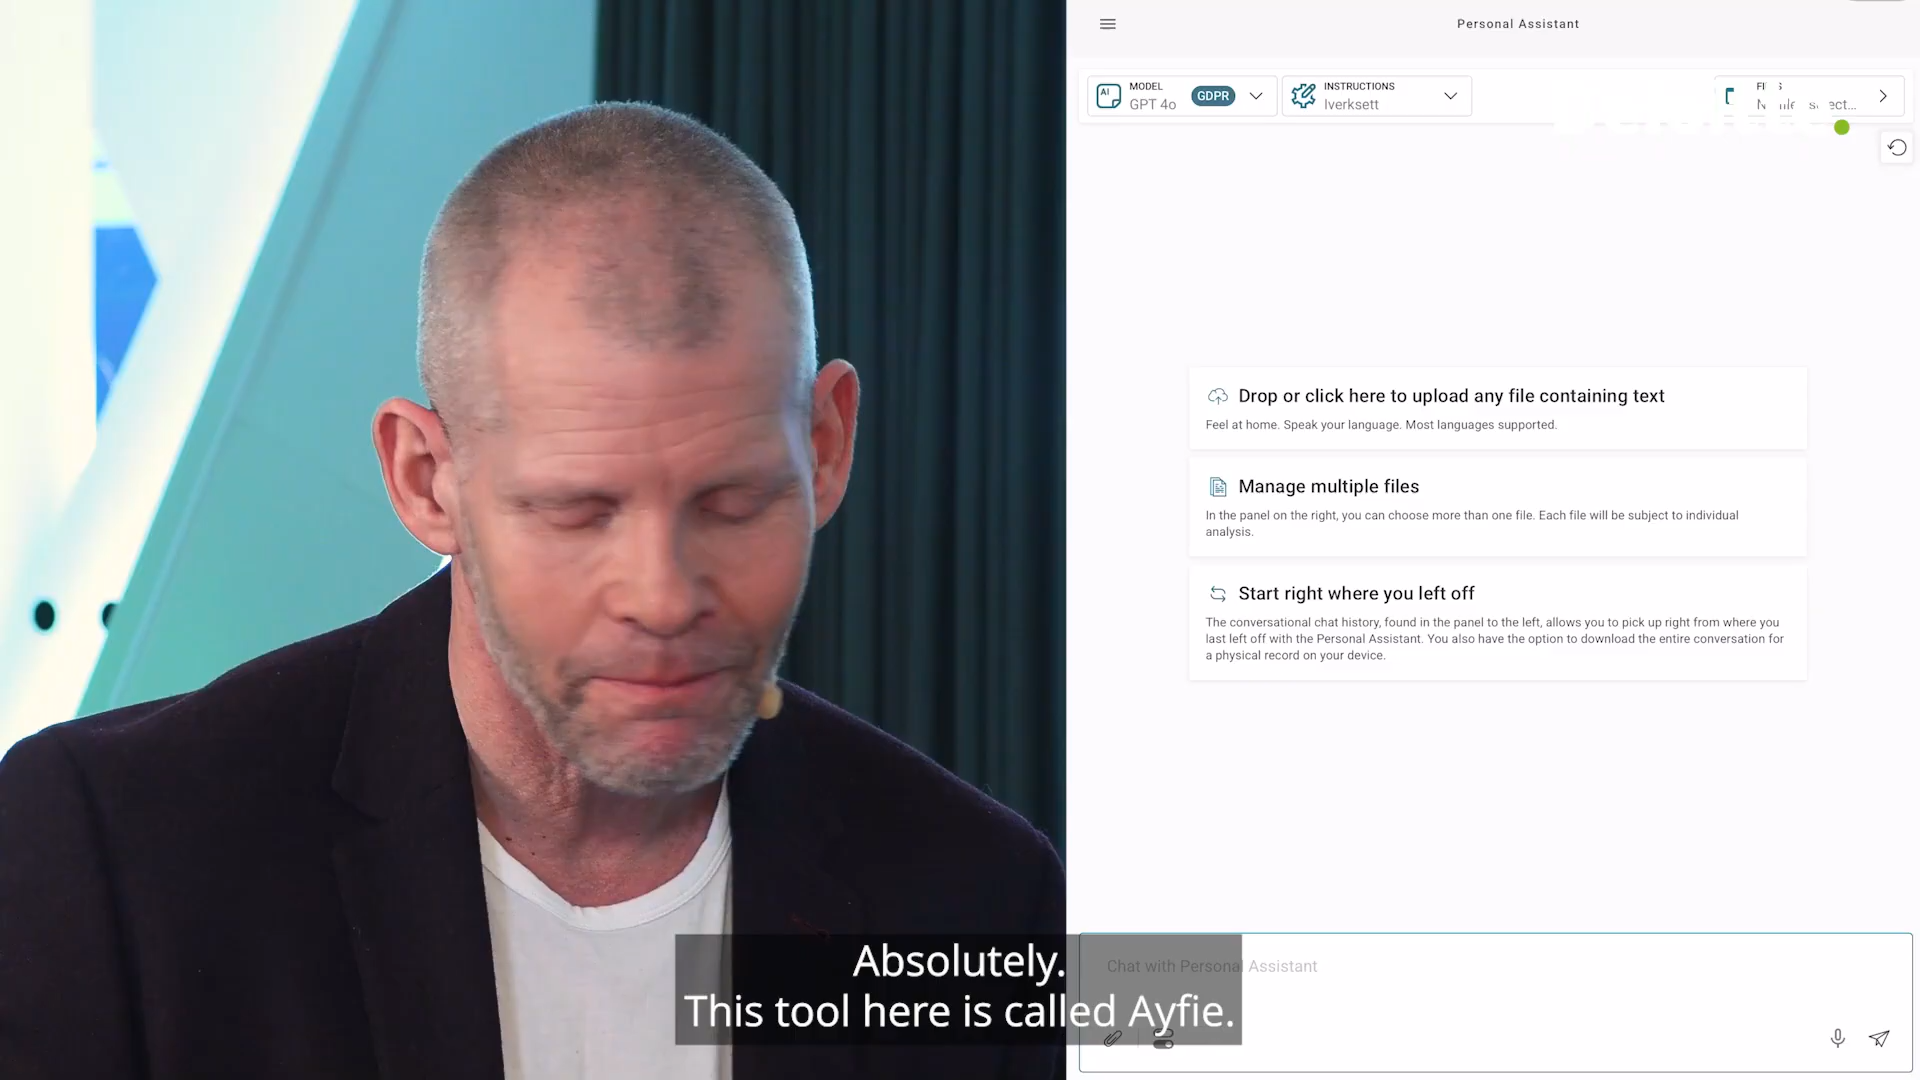 Personal Assistant
MODEL
GPT 4o
GDPR
INSTRUCTIONS
Iverksett
Drop or click here to upload any file containing text
Feel at home. Speak your language. Most languages supported.
Manage multiple files
In the panel on the right, you can choose more than one file. Each file will be subject to individual
analysis.
Start right where you left off
The conversational chat history, found in the panel to the left, allows you to pick up right from where you
last left off with the Personal Assistant. You also have the option to download the entire conversation for
a physical record on your device.
Chat with Personal Assistant
Absolutely.
This tool here is called Ayfie.